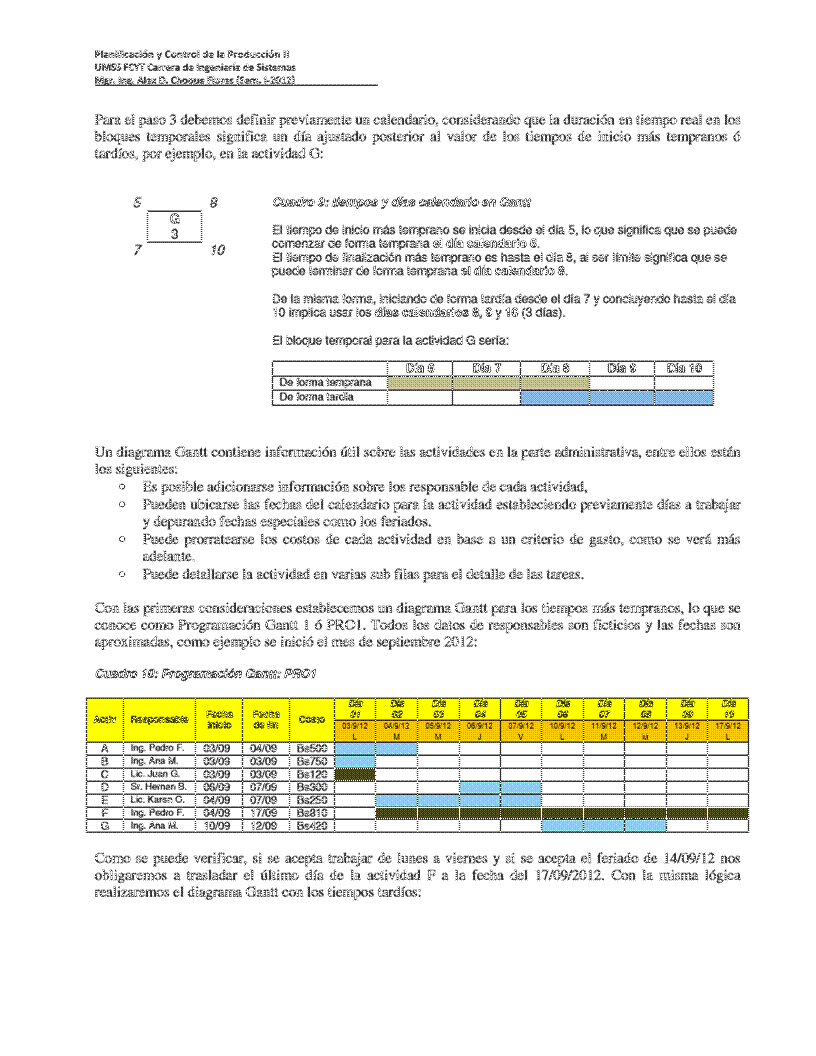 Planificación y Control de la Producción II
UMSS FCYT Carrera de Ingeniería de Sistemas
Mgr. Ing. Alex D. Choque Flores (Sem. I-2012)
Para el paso 3 debemos definir previamente un calendario, considerando que la duración en tiempo real en los
bloques temporales significa un día ajustado posterior al valor de los tiempos de inicio más tempranos ó
tardíos, por ejemplo, en la actividad G:
5 8
G
3
7 10
Cuadro 9: tiempos y días calendario en Gantt
El tiempo de inicio más temprano se inicia desde el día 5, lo que significa que se puede
comenzar de forma temprana el día calendario 6.
El tiempo de finalización más temprano es hasta el día 8, al ser límite significa que se
puede terminar de forma temprana el día calendario 8.
De la misma forma, iniciando de forma tardía desde el día 7 y concluyendo hasta el día
10 implica usar los días calendarios 8, 9 y 10 (3 días).
El bloque temporal para la actividad G sería:
Día 6 Día 7 Día 8 Día 9 Día 10
De forma temprana
De forma tardía
Un diagrama Gantt contiene información útil sobre las actividades en la parte administrativa, entre ellos están
los siguientes:
○ Es posible adicionarse información sobre los responsable de cada actividad,
○ Pueden ubicarse las fechas del calendario para la actividad estableciendo previamente días a trabajar
y depurando fechas especiales como los feriados.
○ Puede prorratearse los costos de cada actividad en base a un criterio de gasto, como se verá más
adelante.
○ Puede detallarse la actividad en varias sub filas para el detalle de las tareas.
Con las primeras consideraciones establecemos un diagrama Gantt para los tiempos más tempranos, lo que se
conoce como Programación Gantt 1 ó PRO1. Todos los datos de responsables son ficticios y las fechas son
aproximadas, como ejemplo se inició el mes de septiembre 2012:
Cuadro 10: Programación Gantt: PRO1
Activ Responsable Fecha inicio Fecha de fin Costo Día 01 Día 02 Día 03 Día 04 Día 05 Día 06 Día 07 Día 08 Día 09 Día 10
03/9/12 04/9/12 05/9/12 06/9/12 07/9/12 10/9/12 11/9/12 12/9/12 13/9/12 17/9/12
L M M J V L M M J L
A Ing. Pedro F. 03/09 04/09 Bs500
B Ing. Ana M. 03/09 03/09 Bs750
C Lic. Juan G. 03/09 03/09 Bs120
D Sr. Hernan B. 06/09 07/09 Bs300
E Lic. Karen O. 04/09 07/09 Bs250
F Ing. Pedro F. 04/09 17/09 Bs810
G Ing. Ana M. 10/09 12/09 Bs420
Como se puede verificar, si se acepta trabajar de lunes a viernes y si se acepta el feriado de 14/09/12 nos
obligaremos a trasladar el último día de la actividad F a la fecha del 17/09/2012. Con la misma lógica
realizaremos el diagrama Gantt con los tiempos tardíos: